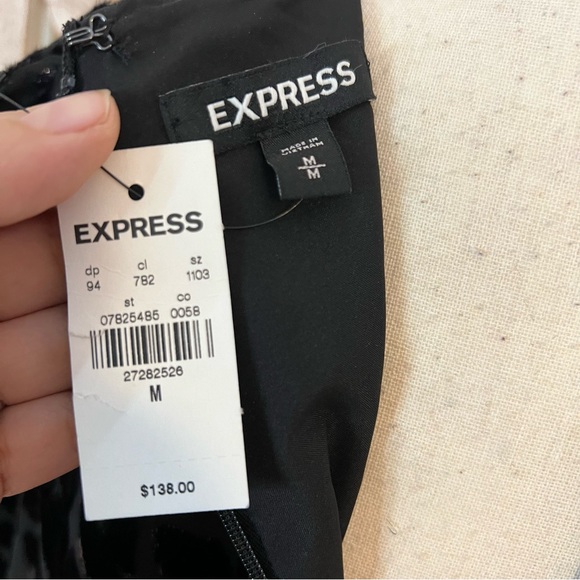 EXPRESS
MADE IN
VIETNAM
M
M
EXPRESS
dp cl sz
94 782 1103
st co
07825485 0058
27282526
M
$138.00